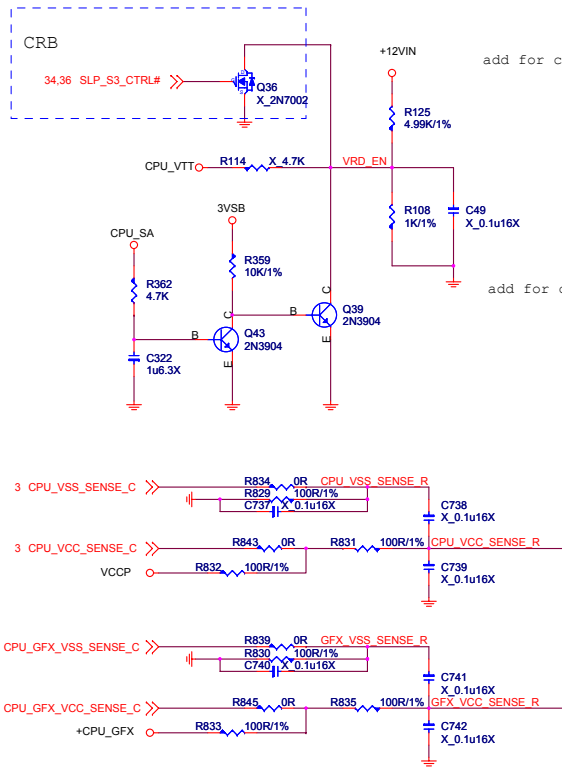 CRB
+12VIN
add for c
34,36 SLP_S3_CTRL#
Q36
X_2N7002
R125
4.99K/1%
CPU_VTT
R114 X_4.7K
VRD_EN
3VSB
R108
1K/1%
C49
X_0.1u16X
CPU_SA
R359
10K/1%
R362
4.7K
add for c
C
B
Q39
2N3904
C
B
Q43
2N3904
E
E
C322
1u6.3X
3 CPU_VSS_SENSE_C
R834 0R
CPU_VSS_SENSE_R
R829 100R/1%
C737 X_0.1u16X
C738
X_0.1u16X
3 CPU_VCC_SENSE_C
R843 0R
R831 100R/1%
CPU_VCC_SENSE_R
VCCP
R832 100R/1%
C739
X_0.1u16X
CPU_GFX_VSS_SENSE_C
R839 0R
GFX_VSS_SENSE_R
R830 100R/1%
C740 X_0.1u16X
C741
X_0.1u16X
CPU_GFX_VCC_SENSE_C
R845 0R
R835 100R/1%
GFX_VCC_SENSE_R
+CPU_GFX
R833 100R/1%
C742
X_0.1u16X